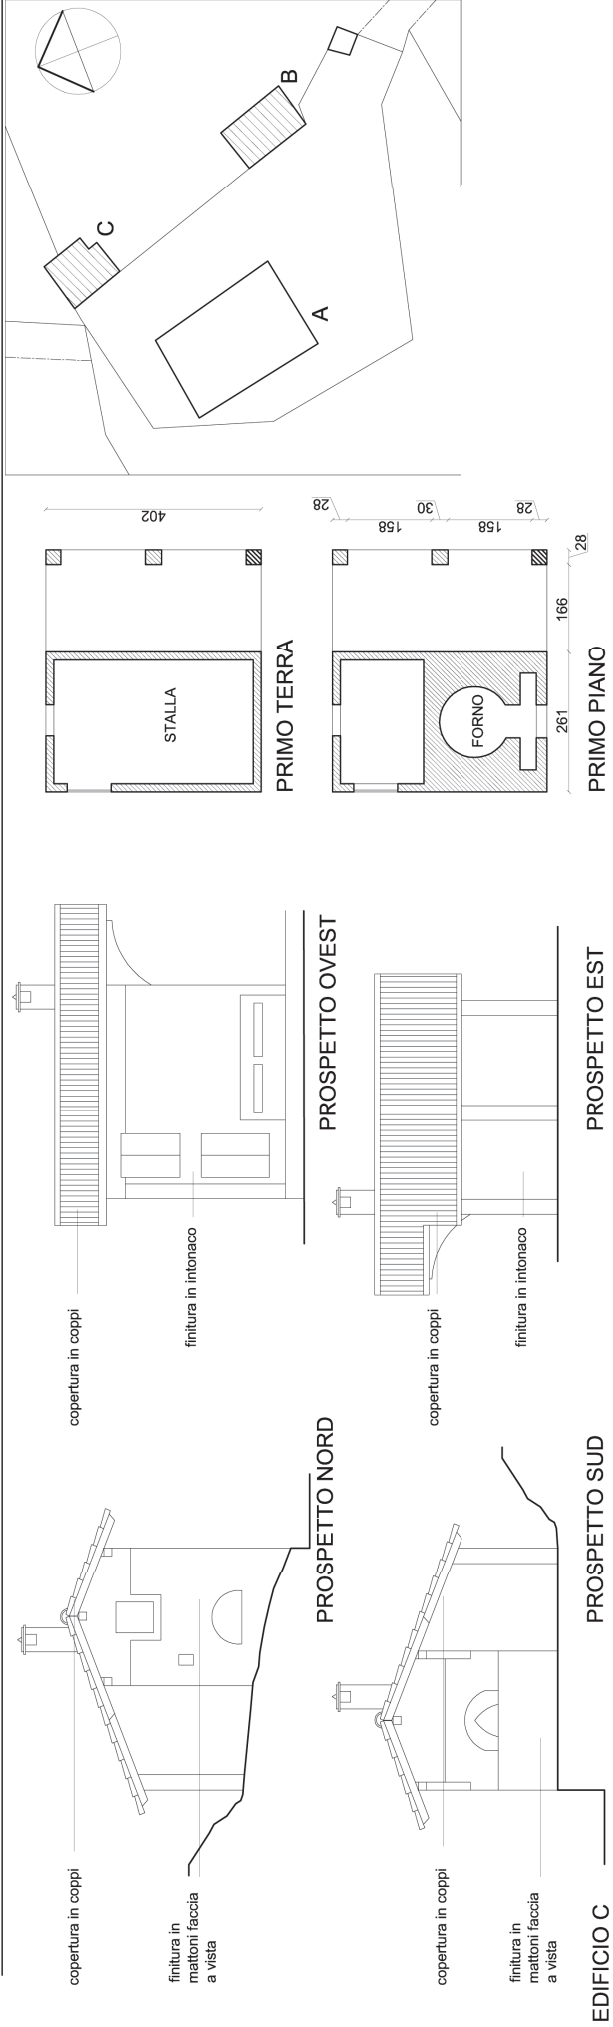 copertura in coppi
finitura in
mattoni faccia
a vista
PROSPETTO NORD
copertura in coppi
finitura in intonaco
PROSPETTO OVEST
STALLA
402
PRIMO TERRA
C
B
A
copertura in coppi
finitura in
mattoni faccia
a vista
PROSPETTO SUD
EDIFICIO C
copertura in coppi
finitura in intonaco
PROSPETTO EST
FORNO
28
158
30
158
28
261
166
28
PRIMO PIANO